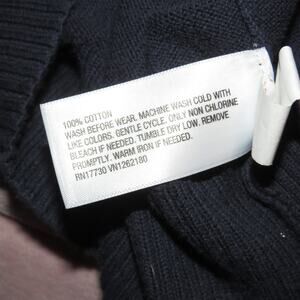 100% COTTON
WASH BEFORE WEAR. MACHINE WASH COLD WITH
LIKE COLORS. GENTLE CYCLE. ONLY NON CHLORINE
BLEACH IF NEEDED. TUMBLE DRY LOW. REMOVE
PROMPTLY. WARM IRON IF NEEDED.
RN17730 VN1262180